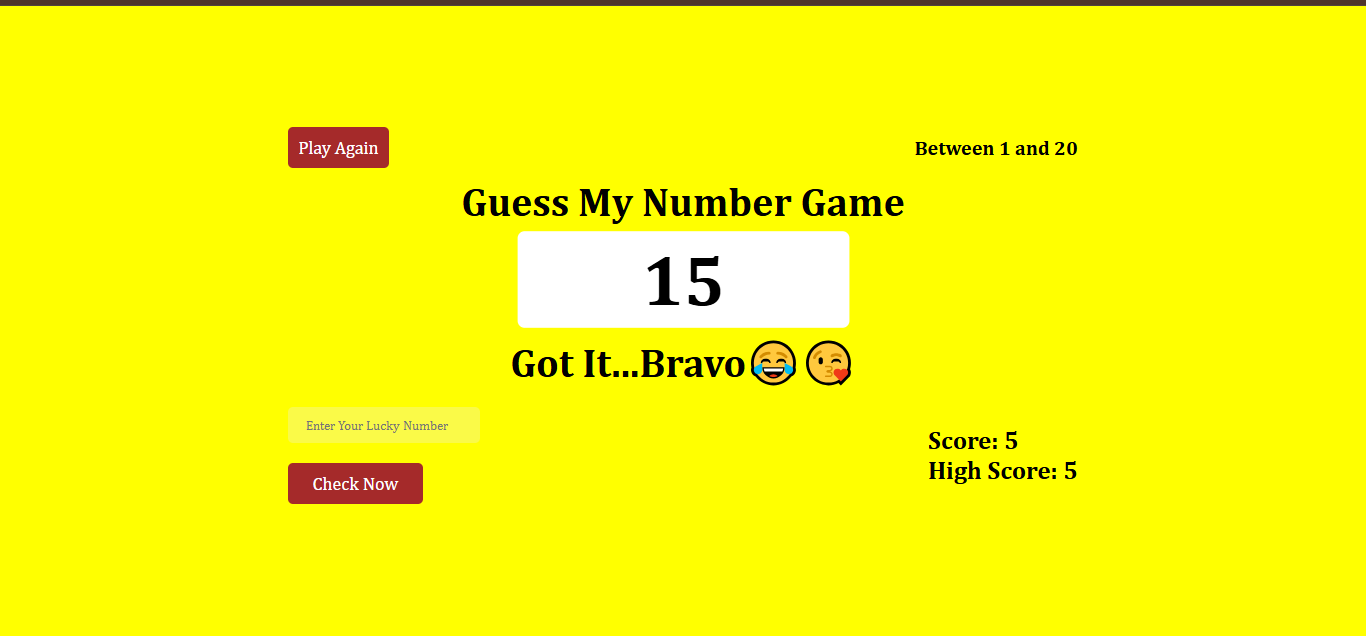 Play Again
Between 1 and 20
Guess My Number Game
15
Got It...Bravo😂 😘
Enter Your Lucky Number
Score: 5
High Score: 5
Check Now